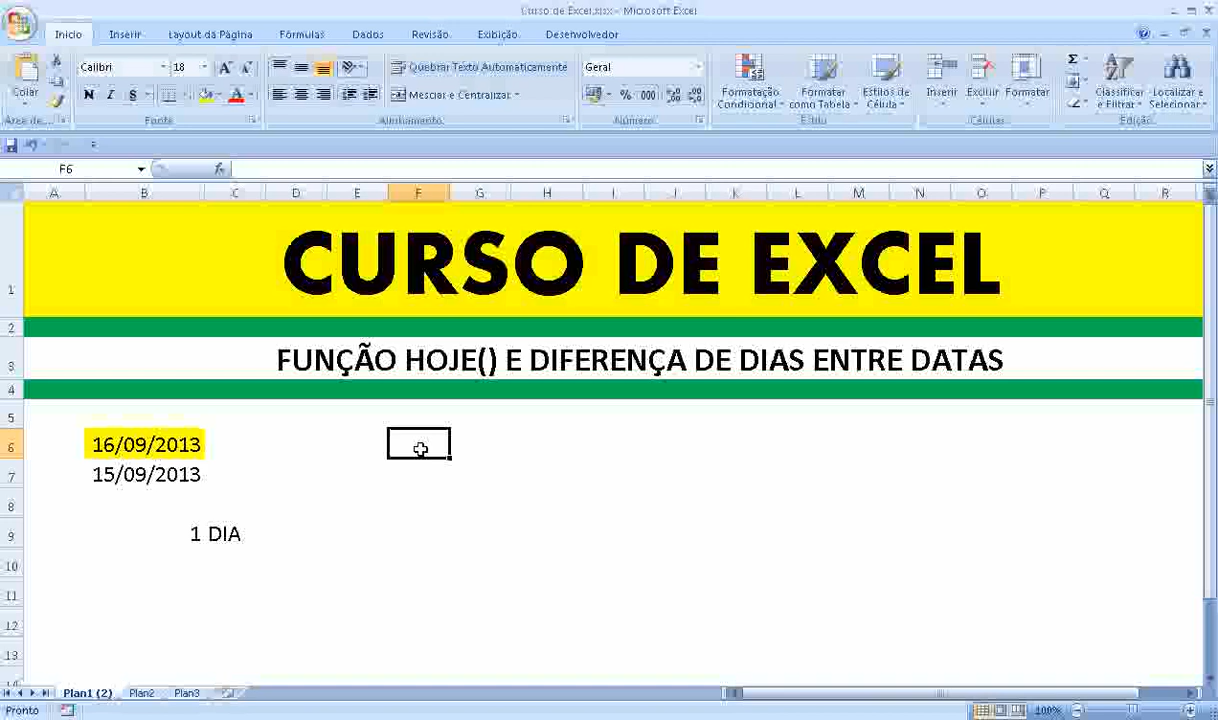 Curso de Excel.xlsx - Microsoft Excel
Início Inserir Layout da Página Fórmulas Dados Revisão Exibição Desenvolvedor
Calibri 18 Quebrar Texto Automaticamente Geral
Colar N I S Mesclar e Centralizar % 000 Formatação Condicional Formatar como Tabela Estilos de Célula Inserir Excluir Formatar Classificar e Filtrar Localizar e Selecionar
Área de... Fonte Alinhamento Número Estilo Células Edição
F6 fx
A B C D E F G H I J K L M N O P Q R
1 CURSO DE EXCEL
2
3 FUNÇÃO HOJE() E DIFERENÇA DE DIAS ENTRE DATAS
4
5
6 16/09/2013
7 15/09/2013
8
9 1 DIA
10
11
12
13
Plan1 (2) Plan2 Plan3
Pronto 100%